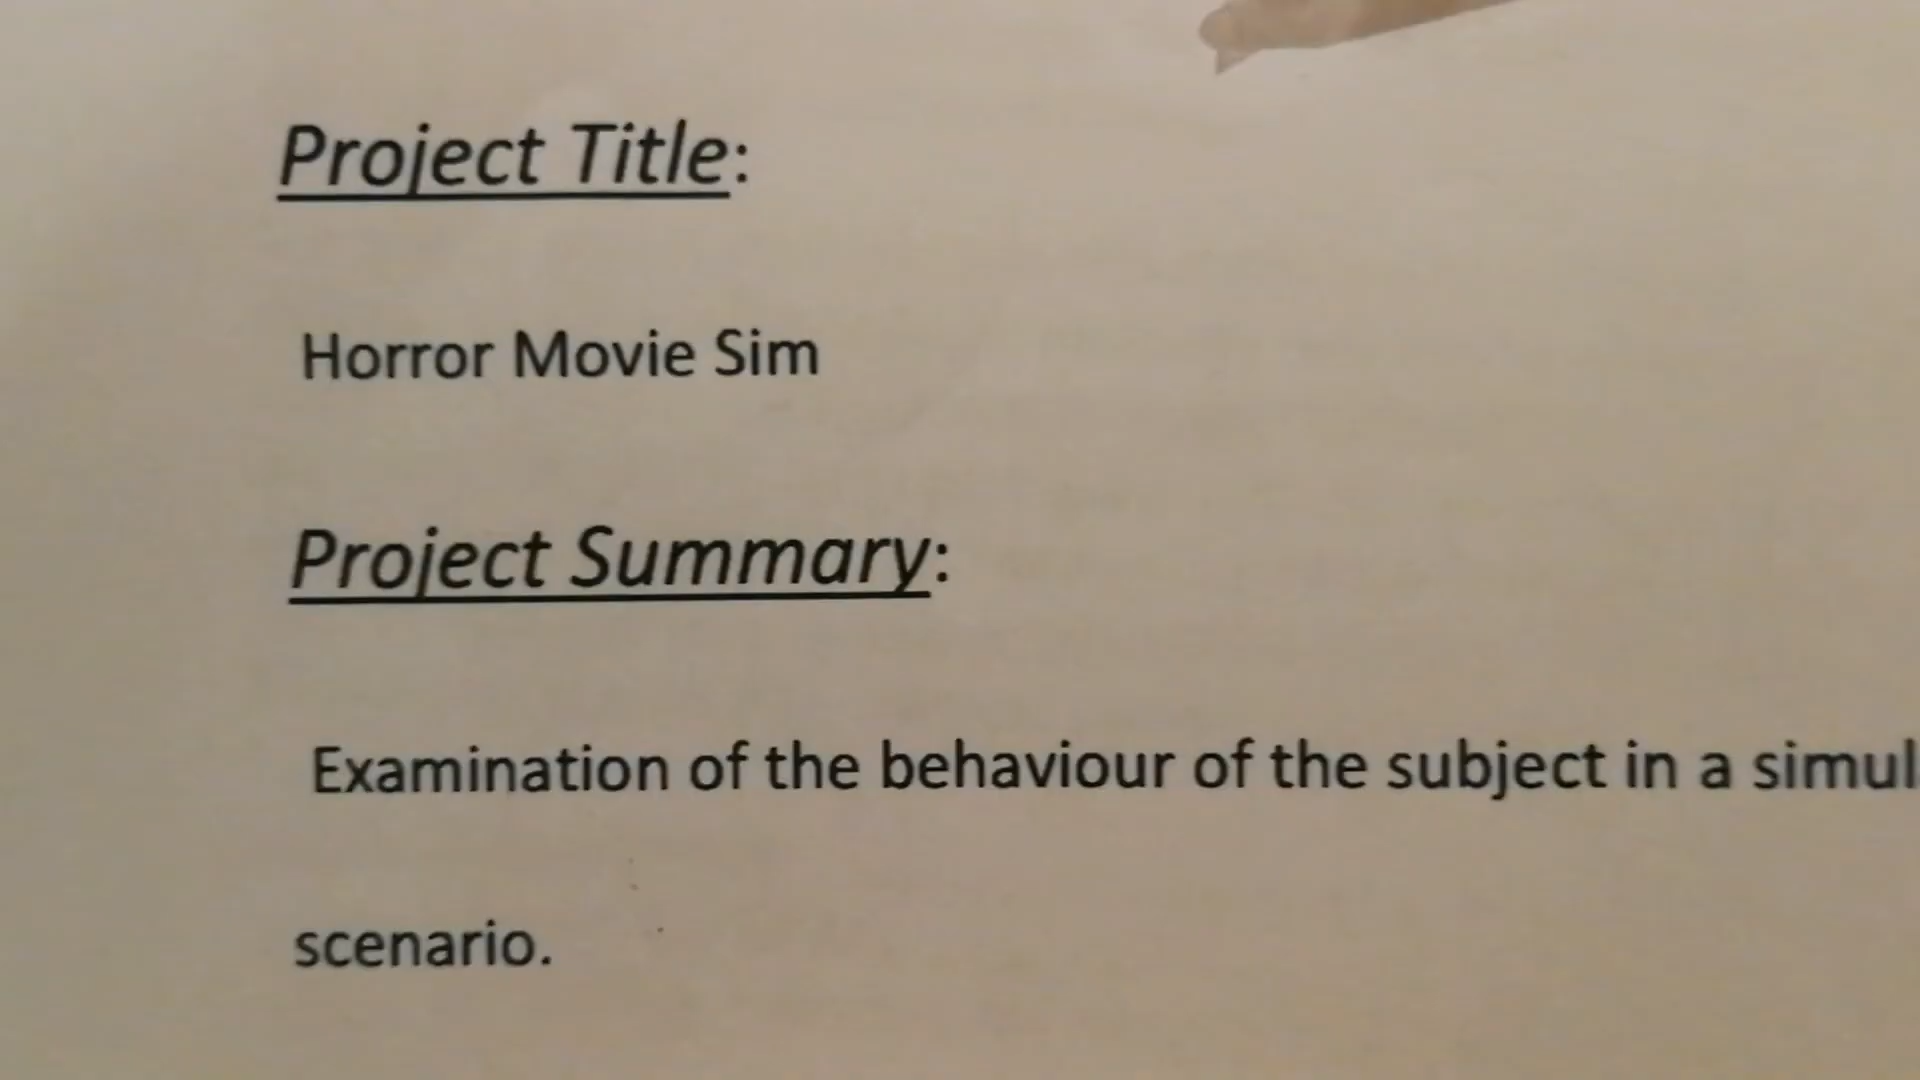 Project Title:
Horror Movie Sim
Project Summary:
Examination of the behaviour of the subject in a simul
scenario.